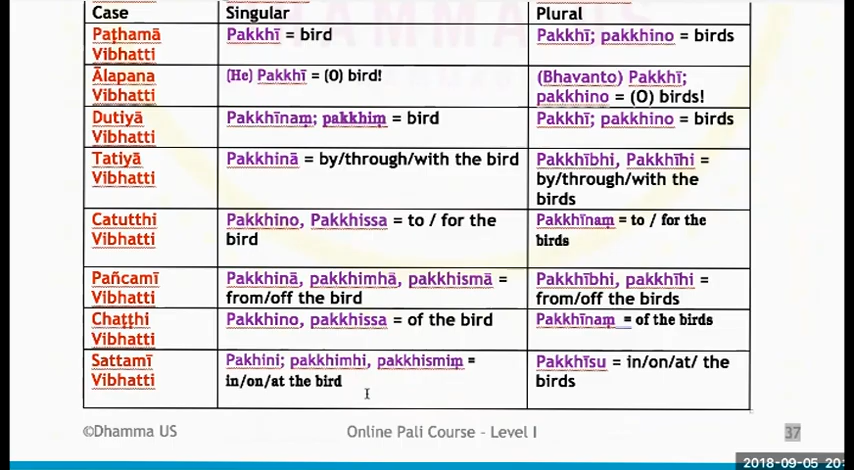 Case Singular Plural
Paṭhamā Pakkhī = bird Pakkhī; pakkhino = birds
Vibhatti
Ālapana (He) Pakkhī = (O) bird! (Bhavanto) Pakkhī;
Vibhatti pakkhino = (O) birds!
Dutiyā Pakkhīnaṃ; pakkhiṃ = bird Pakkhī; pakkhino = birds
Vibhatti
Tatiyā Pakkhinā = by/through/with the bird Pakkhībhi, Pakkhīhi =
Vibhatti by/through/with the
birds
Catutthi Pakkhino, Pakkhissa = to / for the Pakkhīnaṃ = to / for the
Vibhatti bird birds
Pañcamī Pakkhinā, pakkhimhā, pakkhismā = Pakkhībhi, pakkhīhi =
Vibhatti from/off the bird from/off the birds
Chaṭṭhi Pakkhino, pakkhissa = of the bird Pakkhīnaṃ = of the birds
Vibhatti
Sattamī Pakhini; pakkhimhi, pakkhismiṃ = Pakkhīsu = in/on/at/ the
Vibhatti in/on/at the bird birds
©Dhamma US Online Pali Course - Level I 37
2018-09-05 20: